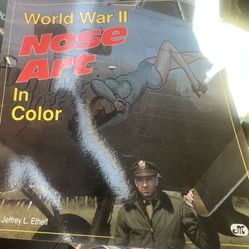 World War II
Nose
Art
In
Color
Jeffrey L. Ethell